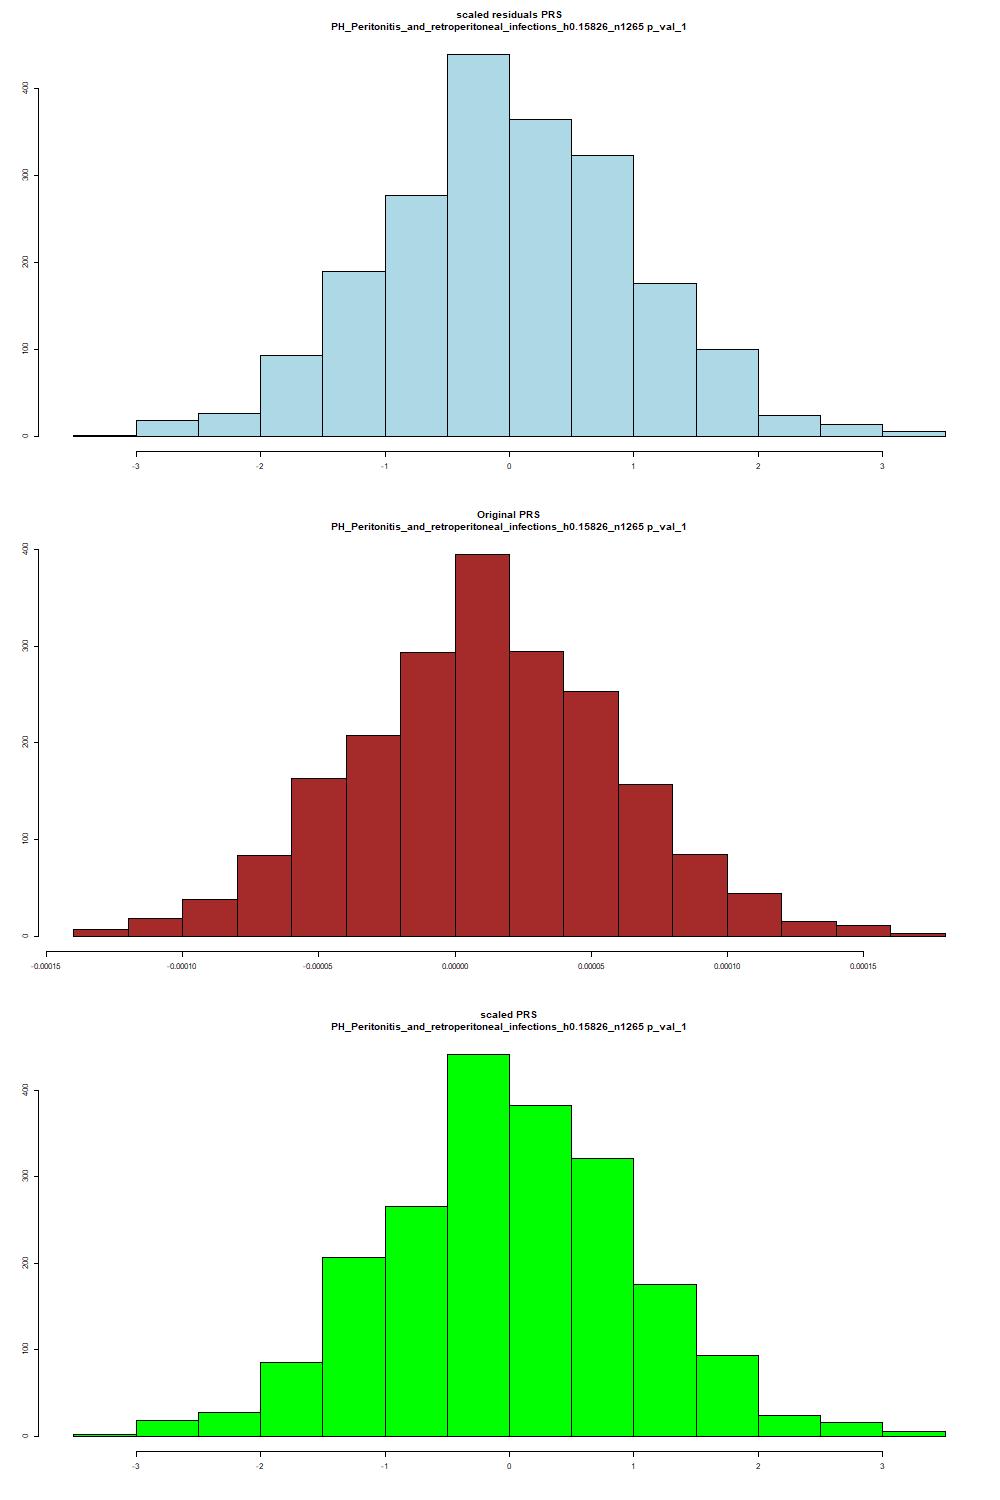 scaled residuals PRS
PH_Peritonitis_and_retroperitoneal_infections_h0.15826_n1265 p_val_1
400
300
200
100
0
-3 -2 -1 0 1 2 3
Original PRS
PH_Peritonitis_and_retroperitoneal_infections_h0.15826_n1265 p_val_1
400
300
200
100
0
-0.00015 -0.00010 -0.00005 0.00000 0.00005 0.00010 0.00015
scaled PRS
PH_Peritonitis_and_retroperitoneal_infections_h0.15826_n1265 p_val_1
400
300
200
100
0
-3 -2 -1 0 1 2 3